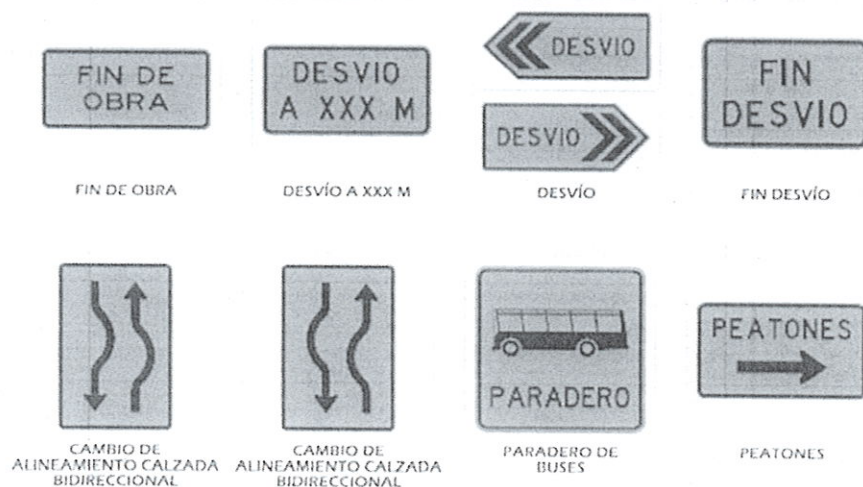 FIN DE
OBRA
FIN DE OBRA
DESVIO
A XXX M
DESVÍO A XXX M
DESVIO
DESVIO
DESVÍO
FIN
DESVIO
FIN DESVÍO
CAMBIO DE
ALINEAMIENTO CALZADA
BIDIRECCIONAL
CAMBIO DE
ALINEAMIENTO CALZADA
BIDIRECCIONAL
PARADERO
PARADERO DE
BUSES
PEATONES
PEATONES